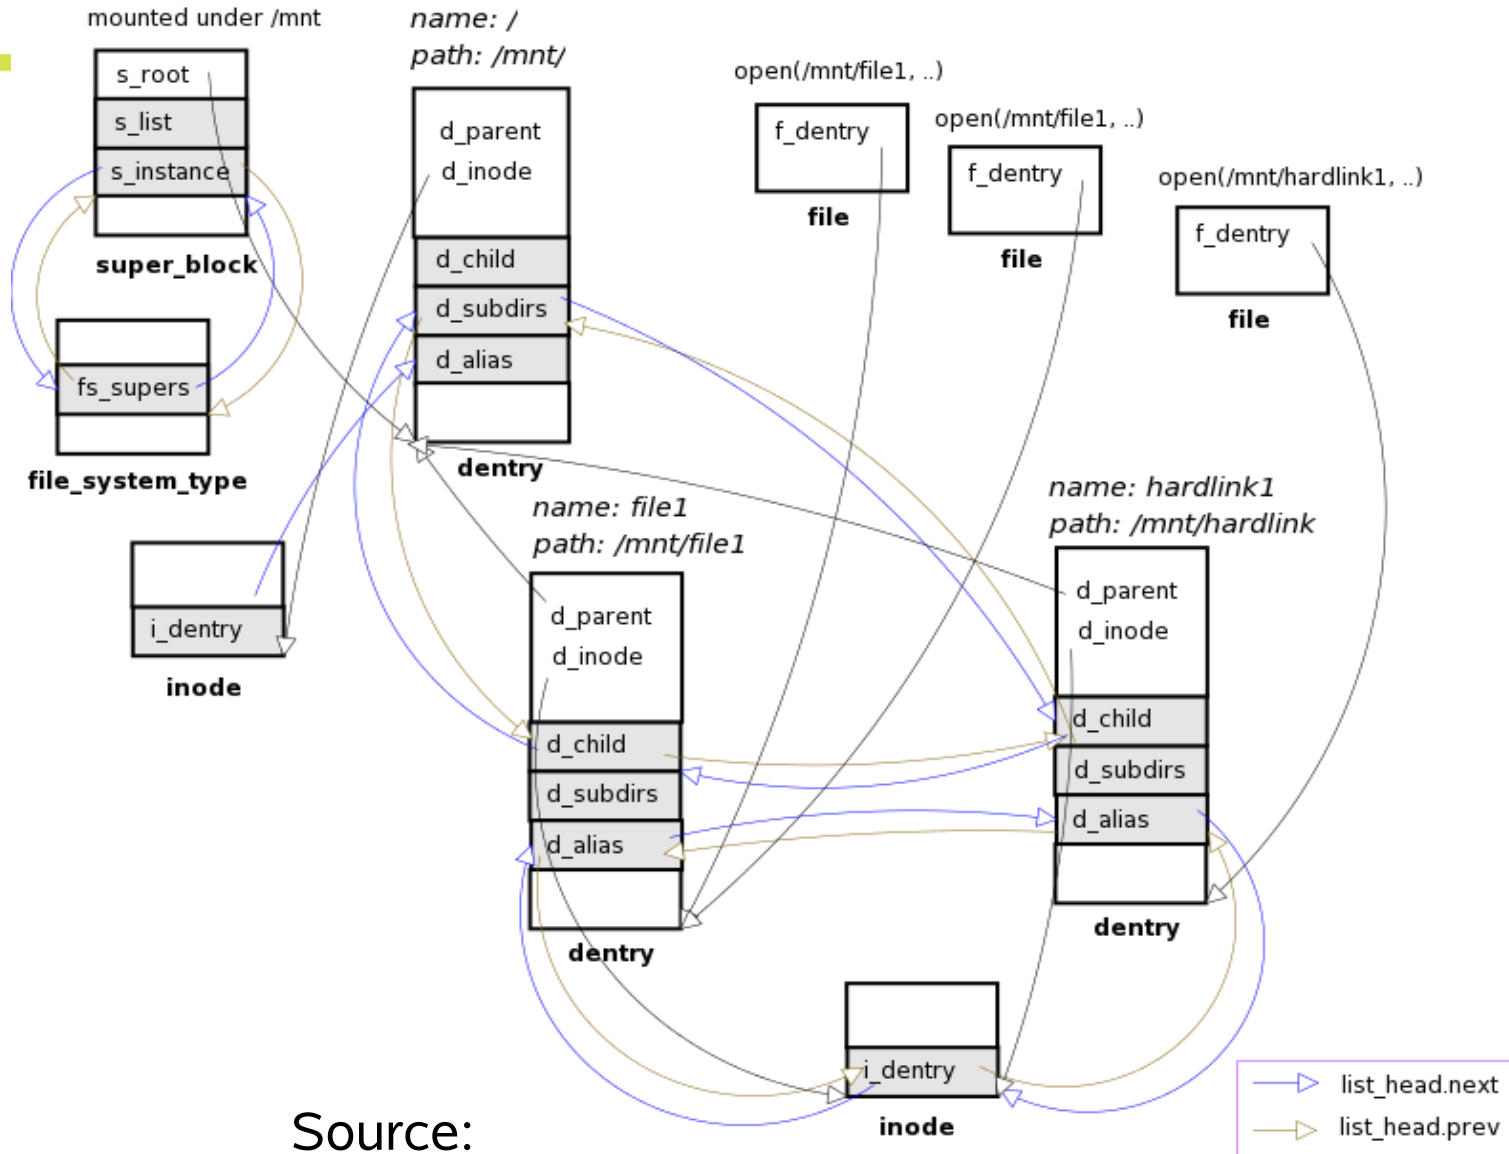 mounted under /mnt
s_root
s_list
s_instance
super_block
fs_supers
file_system_type
i_dentry
inode
name: /
path: /mnt/
d_parent
d_inode
d_child
d_subdirs
d_alias
dentry
open(/mnt/file1, ..)
f_dentry
file
open(/mnt/file1, ..)
f_dentry
file
open(/mnt/hardlink1, ..)
f_dentry
file
name: file1
path: /mnt/file1
d_parent
d_inode
d_child
d_subdirs
d_alias
dentry
name: hardlink1
path: /mnt/hardlink
d_parent
d_inode
d_child
d_subdirs
d_alias
dentry
i_dentry
inode
list_head.next
list_head.prev
Source: